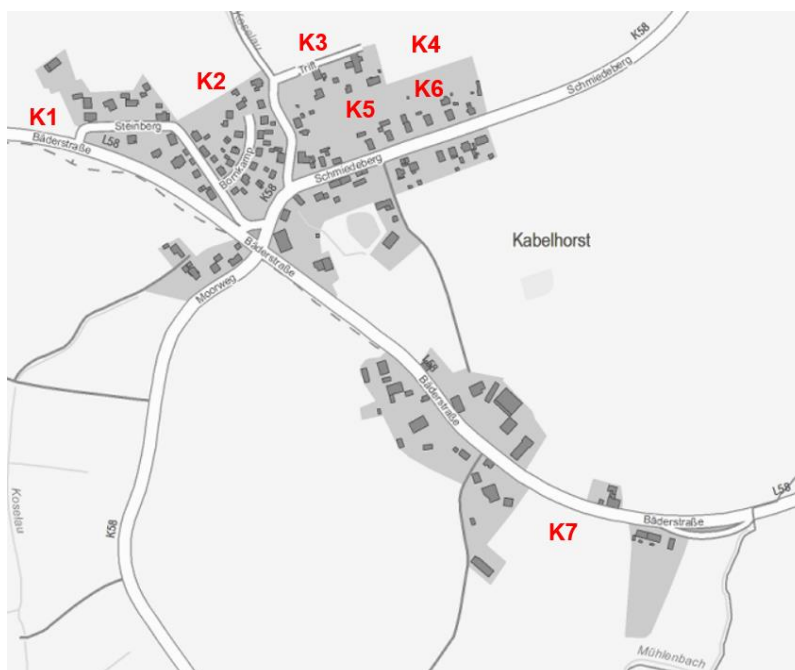 Koselau
K3
K4
K58
Trift
K2
K6
Schmiedeberg
K5
K1
Steinberg
Bäderstraße
L58
Bornkamp
K58
Schmiedeberg
Kabelhorst
Bäderstraße
Moorweg
L58
Bäderstraße
Koselau
K58
L58
Bäderstraße
K7
Mühlenbach